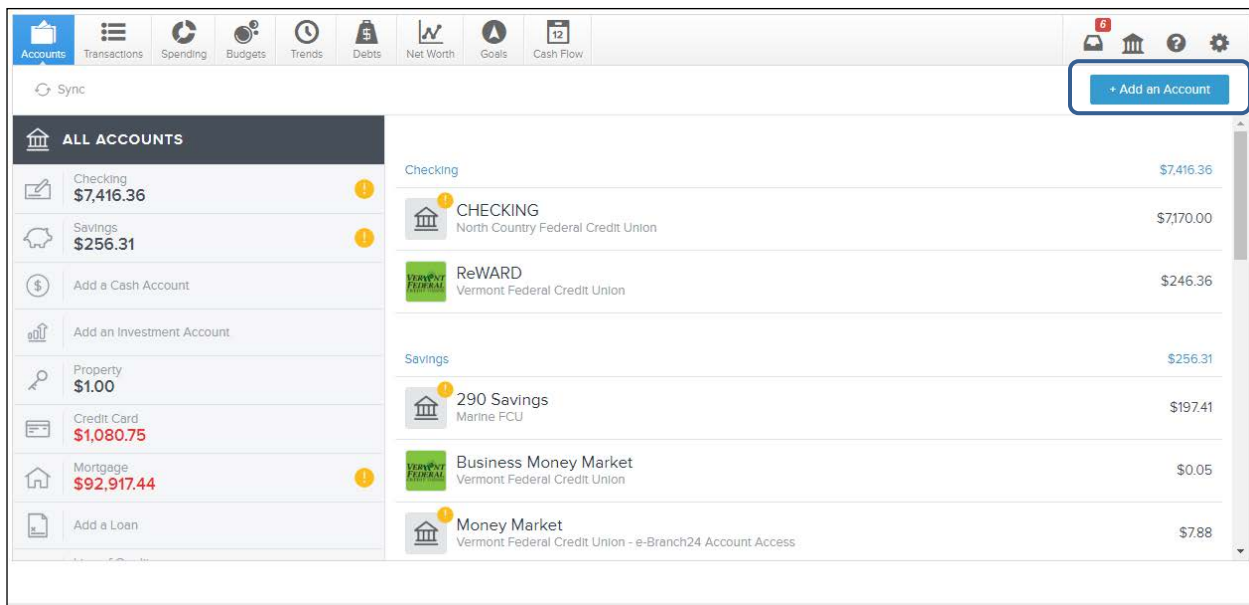 Accounts
Transactions
Spending
Budgets
Trends
Debts
Net Worth
Goals
12
Cash Flow
6
Sync
+ Add an Account
ALL ACCOUNTS
Checking
$7,416.36
Savings
$256.31
Add a Cash Account
Add an Investment Account
Property
$1.00
Credit Card
$1,080.75
Mortgage
$92,917.44
Add a Loan
Checking $7,416.36
CHECKING
North Country Federal Credit Union
$7,170.00
VERMONT
FEDERAL
ReWARD
Vermont Federal Credit Union
$246.36
Savings $256.31
290 Savings
Marine FCU
$197.41
VERMONT
FEDERAL
Business Money Market
Vermont Federal Credit Union
$0.05
Money Market
Vermont Federal Credit Union - e-Branch24 Account Access
$7.88